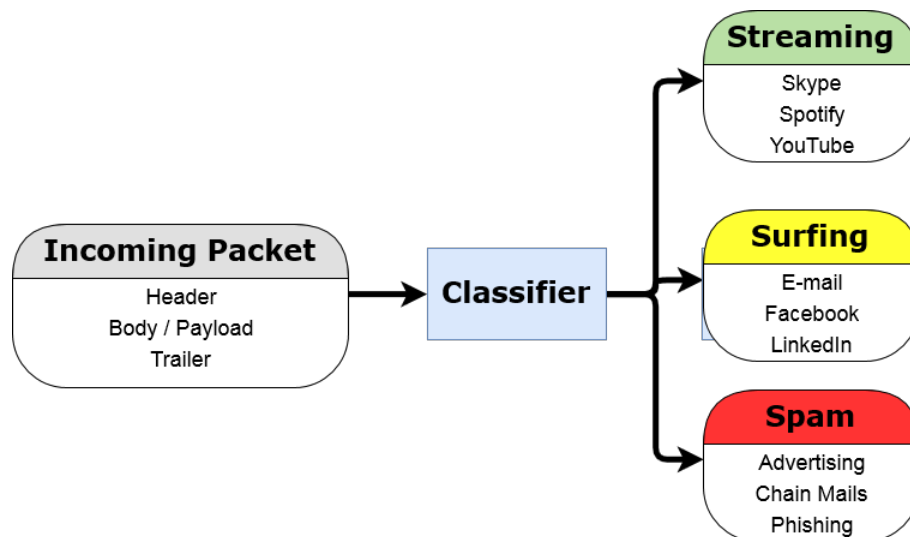 Incoming Packet
Header
Body / Payload
Trailer
Classifier
Streaming
Skype
Spotify
YouTube
Surfing
E-mail
Facebook
LinkedIn
Spam
Advertising
Chain Mails
Phishing